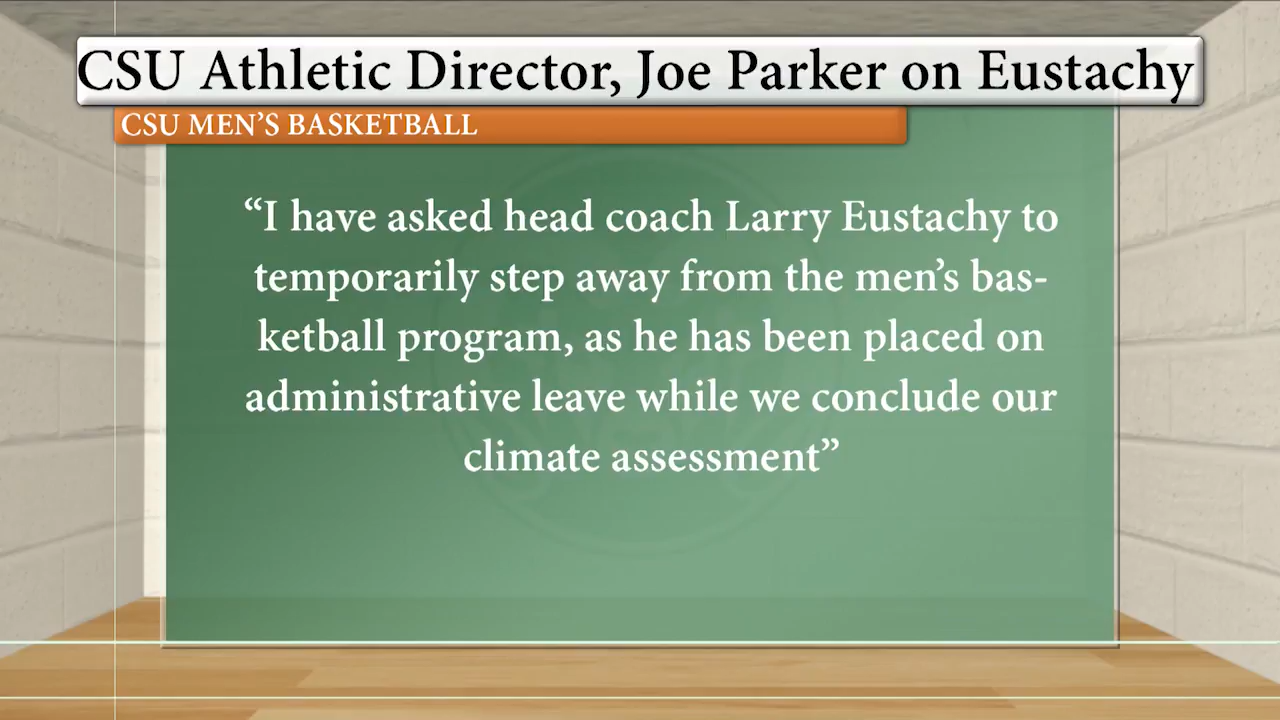 CSU Athletic Director, Joe Parker on Eustachy
CSU MEN’S BASKETBALL
“I have asked head coach Larry Eustachy to
temporarily step away from the men’s bas-
ketball program, as he has been placed on
administrative leave while we conclude our
climate assessment”